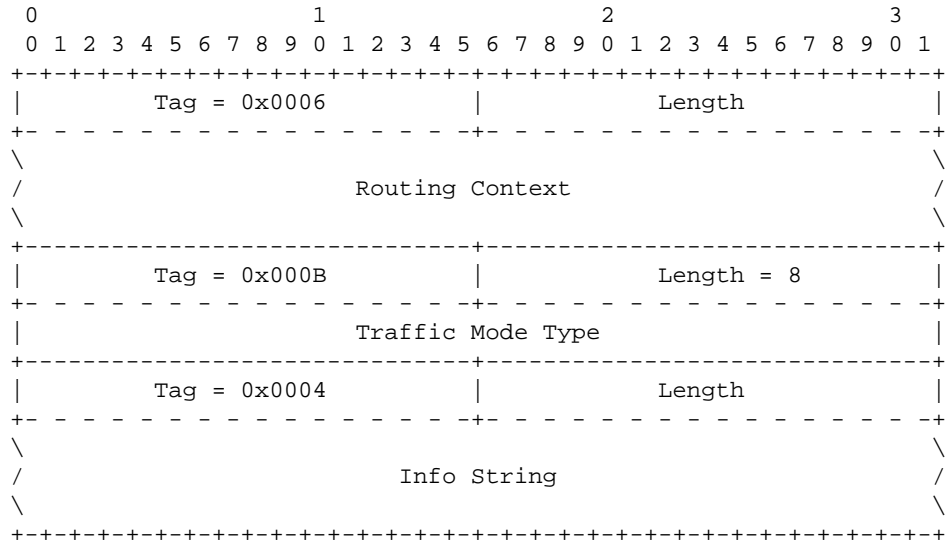 0                   1                   2                   3
 0 1 2 3 4 5 6 7 8 9 0 1 2 3 4 5 6 7 8 9 0 1 2 3 4 5 6 7 8 9 0 1
+-+-+-+-+-+-+-+-+-+-+-+-+-+-+-+-+-+-+-+-+-+-+-+-+-+-+-+-+-+-+-+-+
|         Tag = 0x0006          |            Length             |
+- - - - - - - - - - - - - - - -+- - - - - - - - - - - - - - - -+
\                                                               \
/                       Routing Context                         /
\                                                               \
+-------------------------------+-------------------------------+
|         Tag = 0x000B          |            Length = 8         |
+- - - - - - - - - - - - - - - -+- - - - - - - - - - - - - - - -+
|                       Traffic Mode Type                       |
+-------------------------------+-------------------------------+
|         Tag = 0x0004          |            Length             |
+- - - - - - - - - - - - - - - -+- - - - - - - - - - - - - - - -+
\                                                               \
/                          Info String                          /
\                                                               \
+-+-+-+-+-+-+-+-+-+-+-+-+-+-+-+-+-+-+-+-+-+-+-+-+-+-+-+-+-+-+-+-+